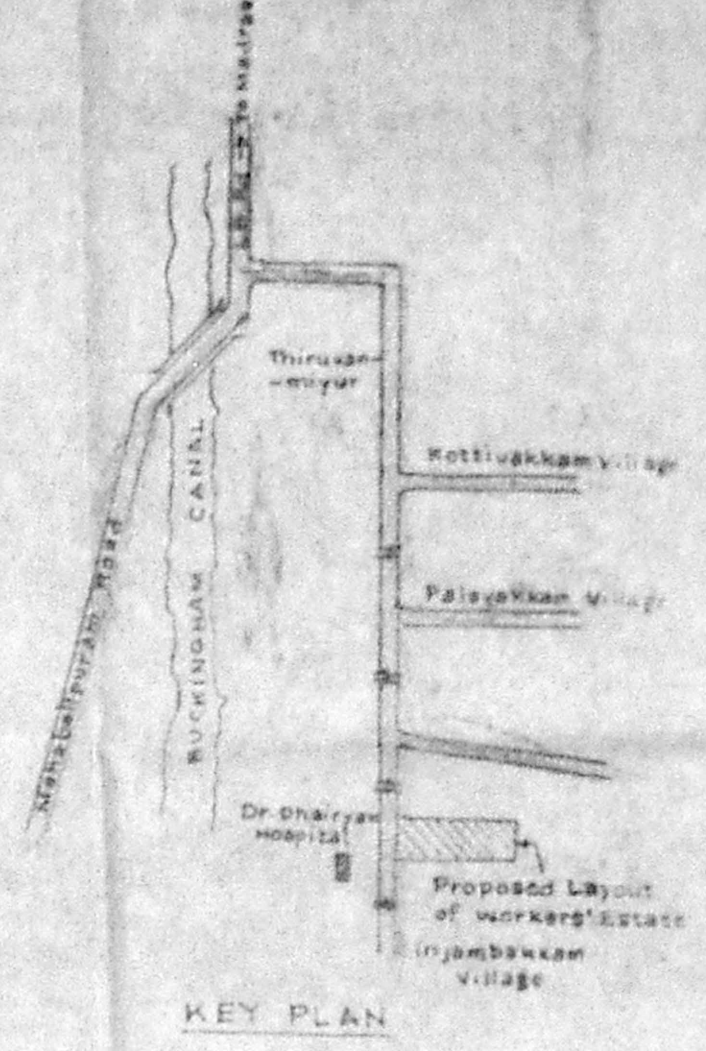 To Madras
Thiruvan-
-miyur
Kottivakkam Village
Palavakkam Village
BUCKINGHAM CANAL
Mahabalipuram Road
Dr. Dhairyam
Hospital
Proposed Layout
of workers' Estate
Injambakkam
Village
KEY PLAN